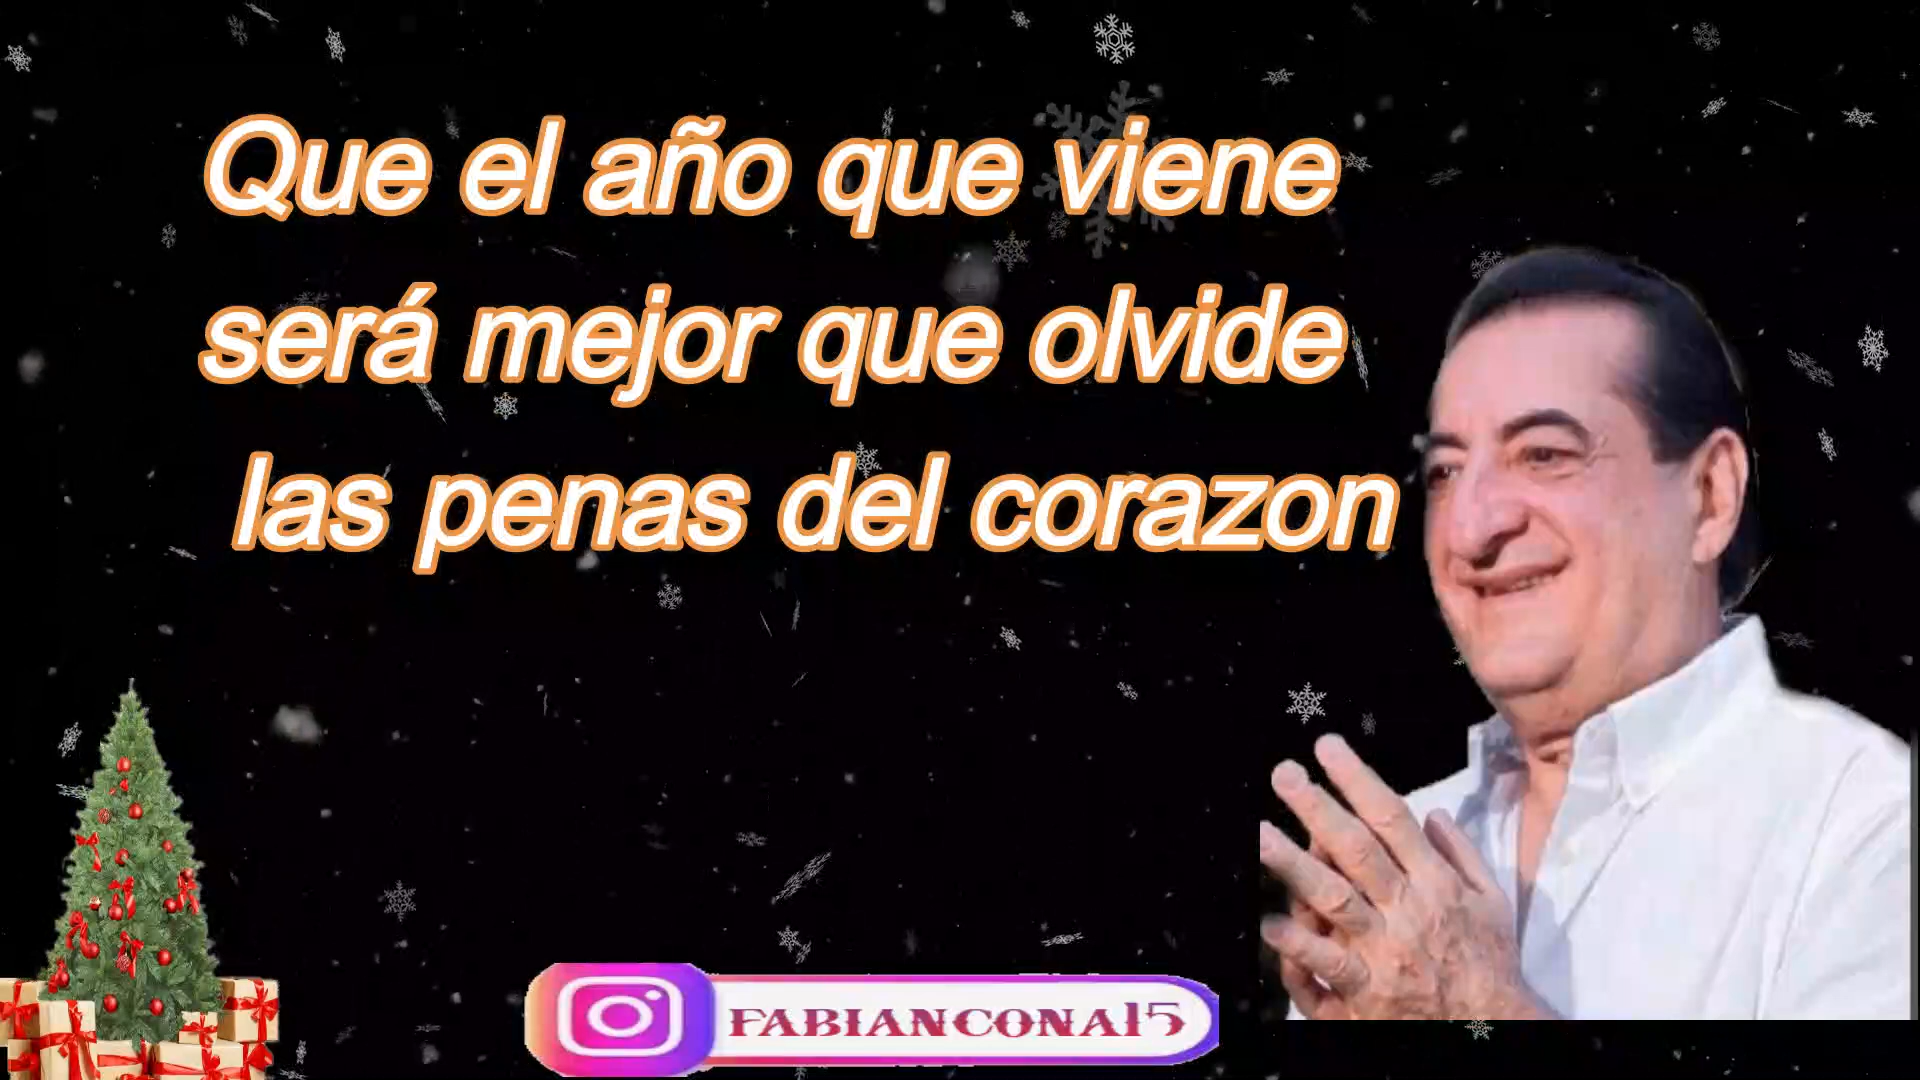 Que el año que viene
será mejor que olvide
las penas del corazon
FABIANCONA15